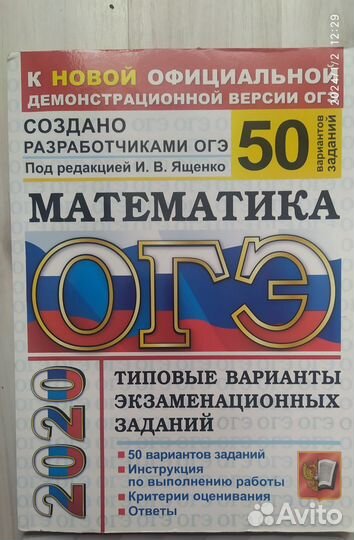 К НОВОЙ ОФИЦИАЛЬНОЙ
ДЕМОНСТРАЦИОННОЙ ВЕРСИИ ОГЭ
СОЗДАНО
РАЗРАБОТЧИКАМИ ОГЭ
Под редакцией И. В. Ященко
50
вариантов
заданий
МАТЕМАТИКА
ОГЭ
2020
ТИПОВЫЕ ВАРИАНТЫ
ЭКЗАМЕНАЦИОННЫХ
ЗАДАНИЙ
• 50 вариантов заданий
• Инструкция
по выполнению работы
• Критерии оценивания
• Ответы
Avito